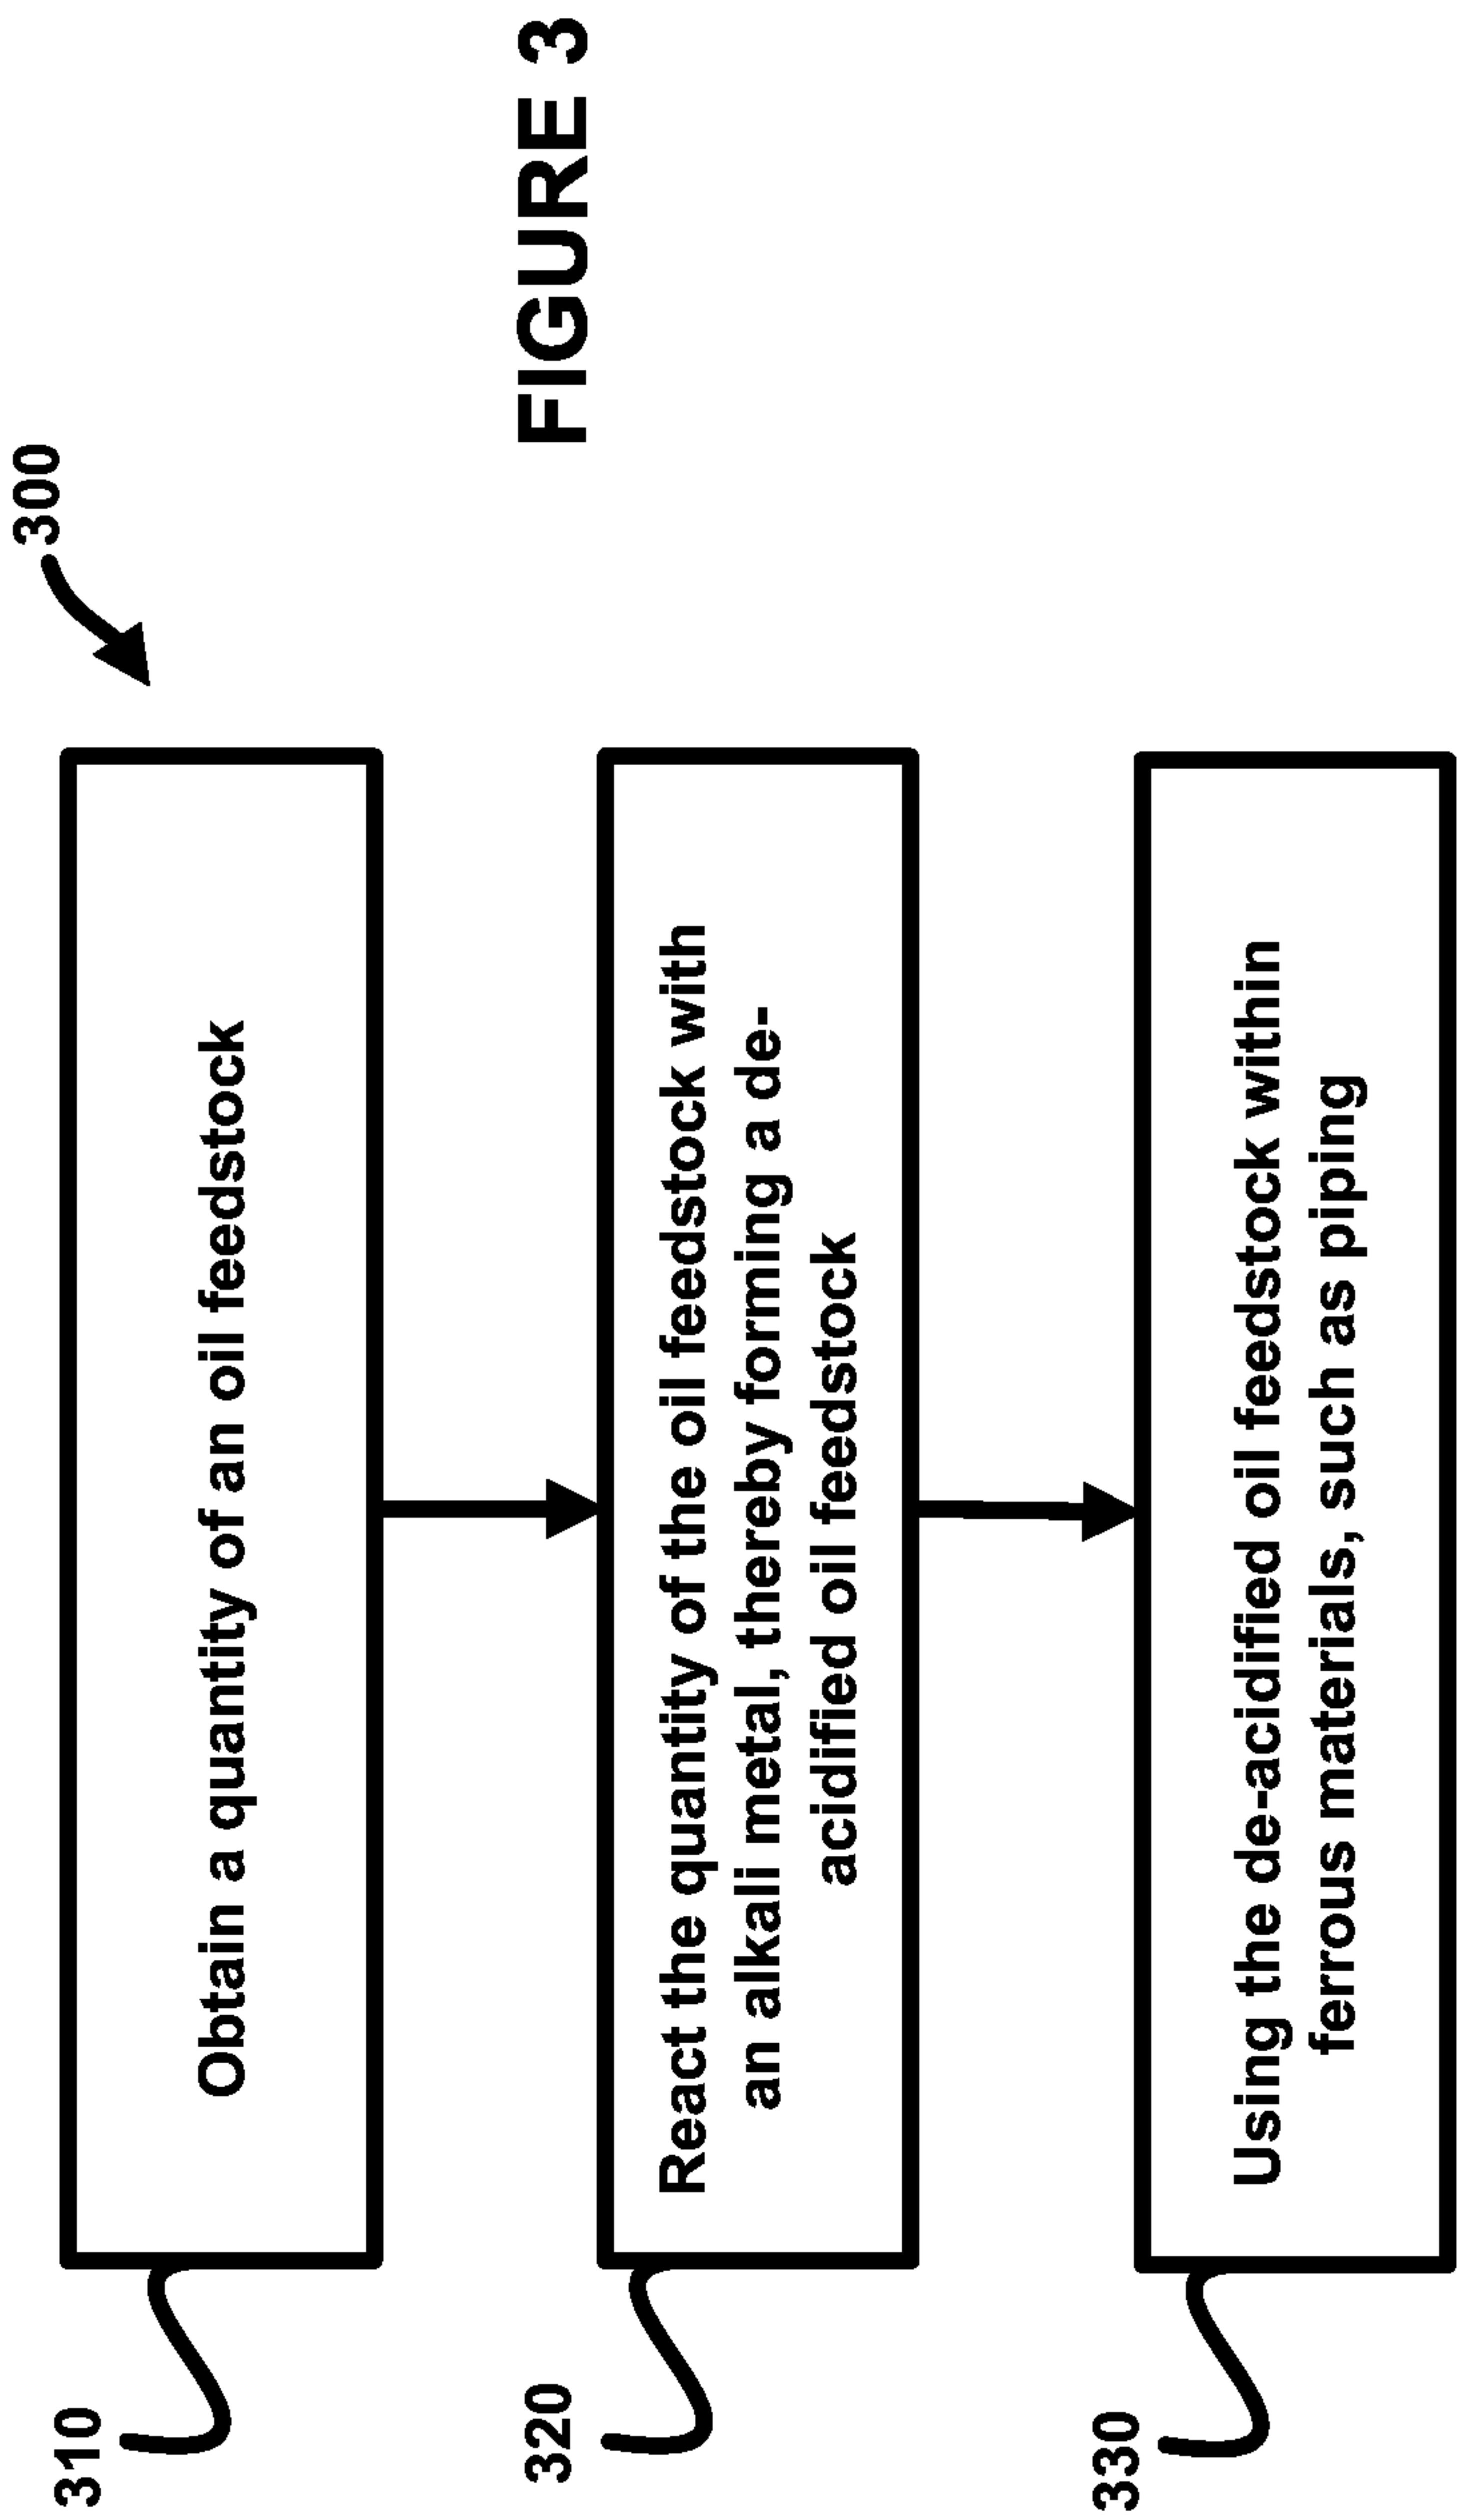 300
310
Obtain a quantity of an oil feedstock
320
React the quantity of the oil feedstock with
an alkali metal, thereby forming a de-
acidified oil feedstock
330
Using the de-acidified oil feedstock within
ferrous materials, such as piping
FIGURE 3